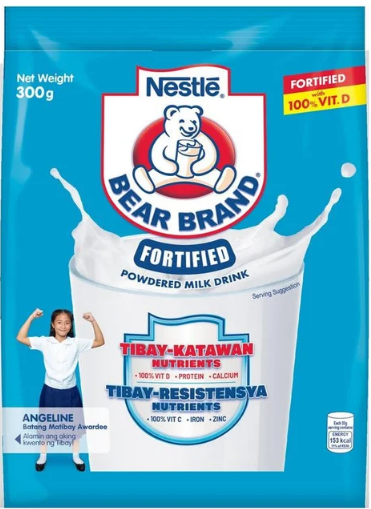 Net Weight
300g
Nestlé®
FORTIFIED
with
100% VIT. D
BEAR BRAND®
FORTIFIED
POWDERED MILK DRINK
Serving Suggestion
TIBAY-KATAWAN
NUTRIENTS
• 100% VIT D • PROTEIN • CALCIUM
TIBAY-RESISTENSYA
NUTRIENTS
• 100% VIT C • IRON • ZINC
ANGELINE
Batang Matibay Awardee
Alamin ang aking
kwento ng Tibay!
ENERGY
153 kcal